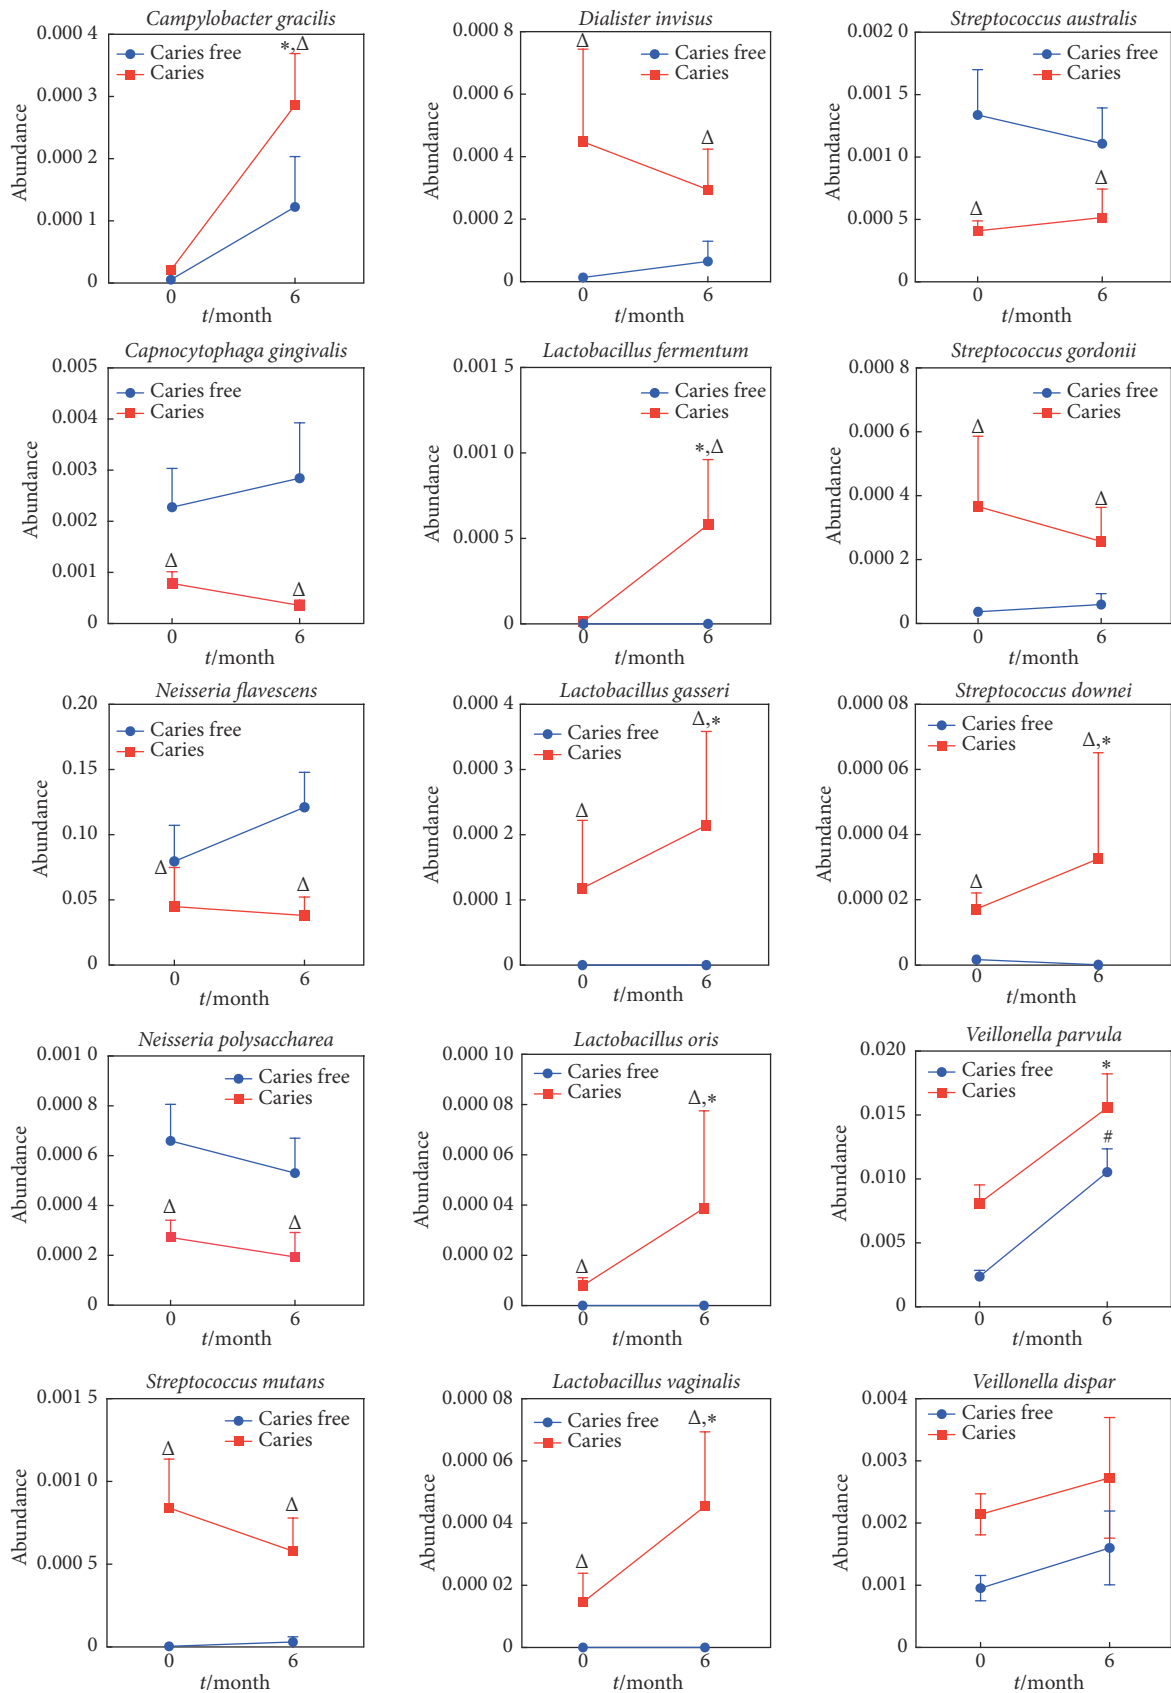 Campylobacter gracilis
0.000 4
0.000 3
0.000 2
0.000 1
0
Abundance
Caries free
Caries
*,Δ
0 6
t/month
Dialister invisus
0.000 8
0.000 6
0.000 4
0.000 2
0
Abundance
Caries free
Caries
Δ
Δ
0 6
t/month
Streptococcus australis
0.002 0
0.001 5
0.001 0
0.000 5
0
Abundance
Caries free
Caries
Δ
Δ
0 6
t/month
Capnocytophaga gingivalis
0.005
0.004
0.003
0.002
0.001
0
Abundance
Caries free
Caries
Δ
Δ
0 6
t/month
Lactobacillus fermentum
0.001 5
0.001 0
0.000 5
0
Abundance
Caries free
Caries
*,Δ
0 6
t/month
Streptococcus gordonii
0.000 8
0.000 6
0.000 4
0.000 2
0
Abundance
Caries free
Caries
Δ
Δ
0 6
t/month
Neisseria flavescens
0.20
0.15
0.10
0.05
0
Abundance
Caries free
Caries
Δ
Δ
0 6
t/month
Lactobacillus gasseri
0.000 4
0.000 3
0.000 2
0.000 1
0
Abundance
Caries free
Caries
Δ
Δ,*
0 6
t/month
Streptococcus downei
0.000 08
0.000 06
0.000 04
0.000 02
0
Abundance
Caries free
Caries
Δ
Δ,*
0 6
t/month
Neisseria polysaccharea
0.001 0
0.000 8
0.000 6
0.000 4
0.000 2
0
Abundance
Caries free
Caries
Δ
Δ
0 6
t/month
Lactobacillus oris
0.000 10
0.000 08
0.000 06
0.000 04
0.000 02
0
Abundance
Caries free
Caries
Δ
Δ,*
0 6
t/month
Veillonella parvula
0.020
0.015
0.010
0.005
0
Abundance
Caries free
Caries
*
#
0 6
t/month
Streptococcus mutans
0.001 5
0.001 0
0.000 5
0
Abundance
Caries free
Caries
Δ
Δ
0 6
t/month
Lactobacillus vaginalis
0.000 08
0.000 06
0.000 04
0.000 02
0
Abundance
Caries free
Caries
Δ
Δ,*
0 6
t/month
Veillonella dispar
0.004
0.003
0.002
0.001
0
Abundance
Caries free
Caries
0 6
t/month